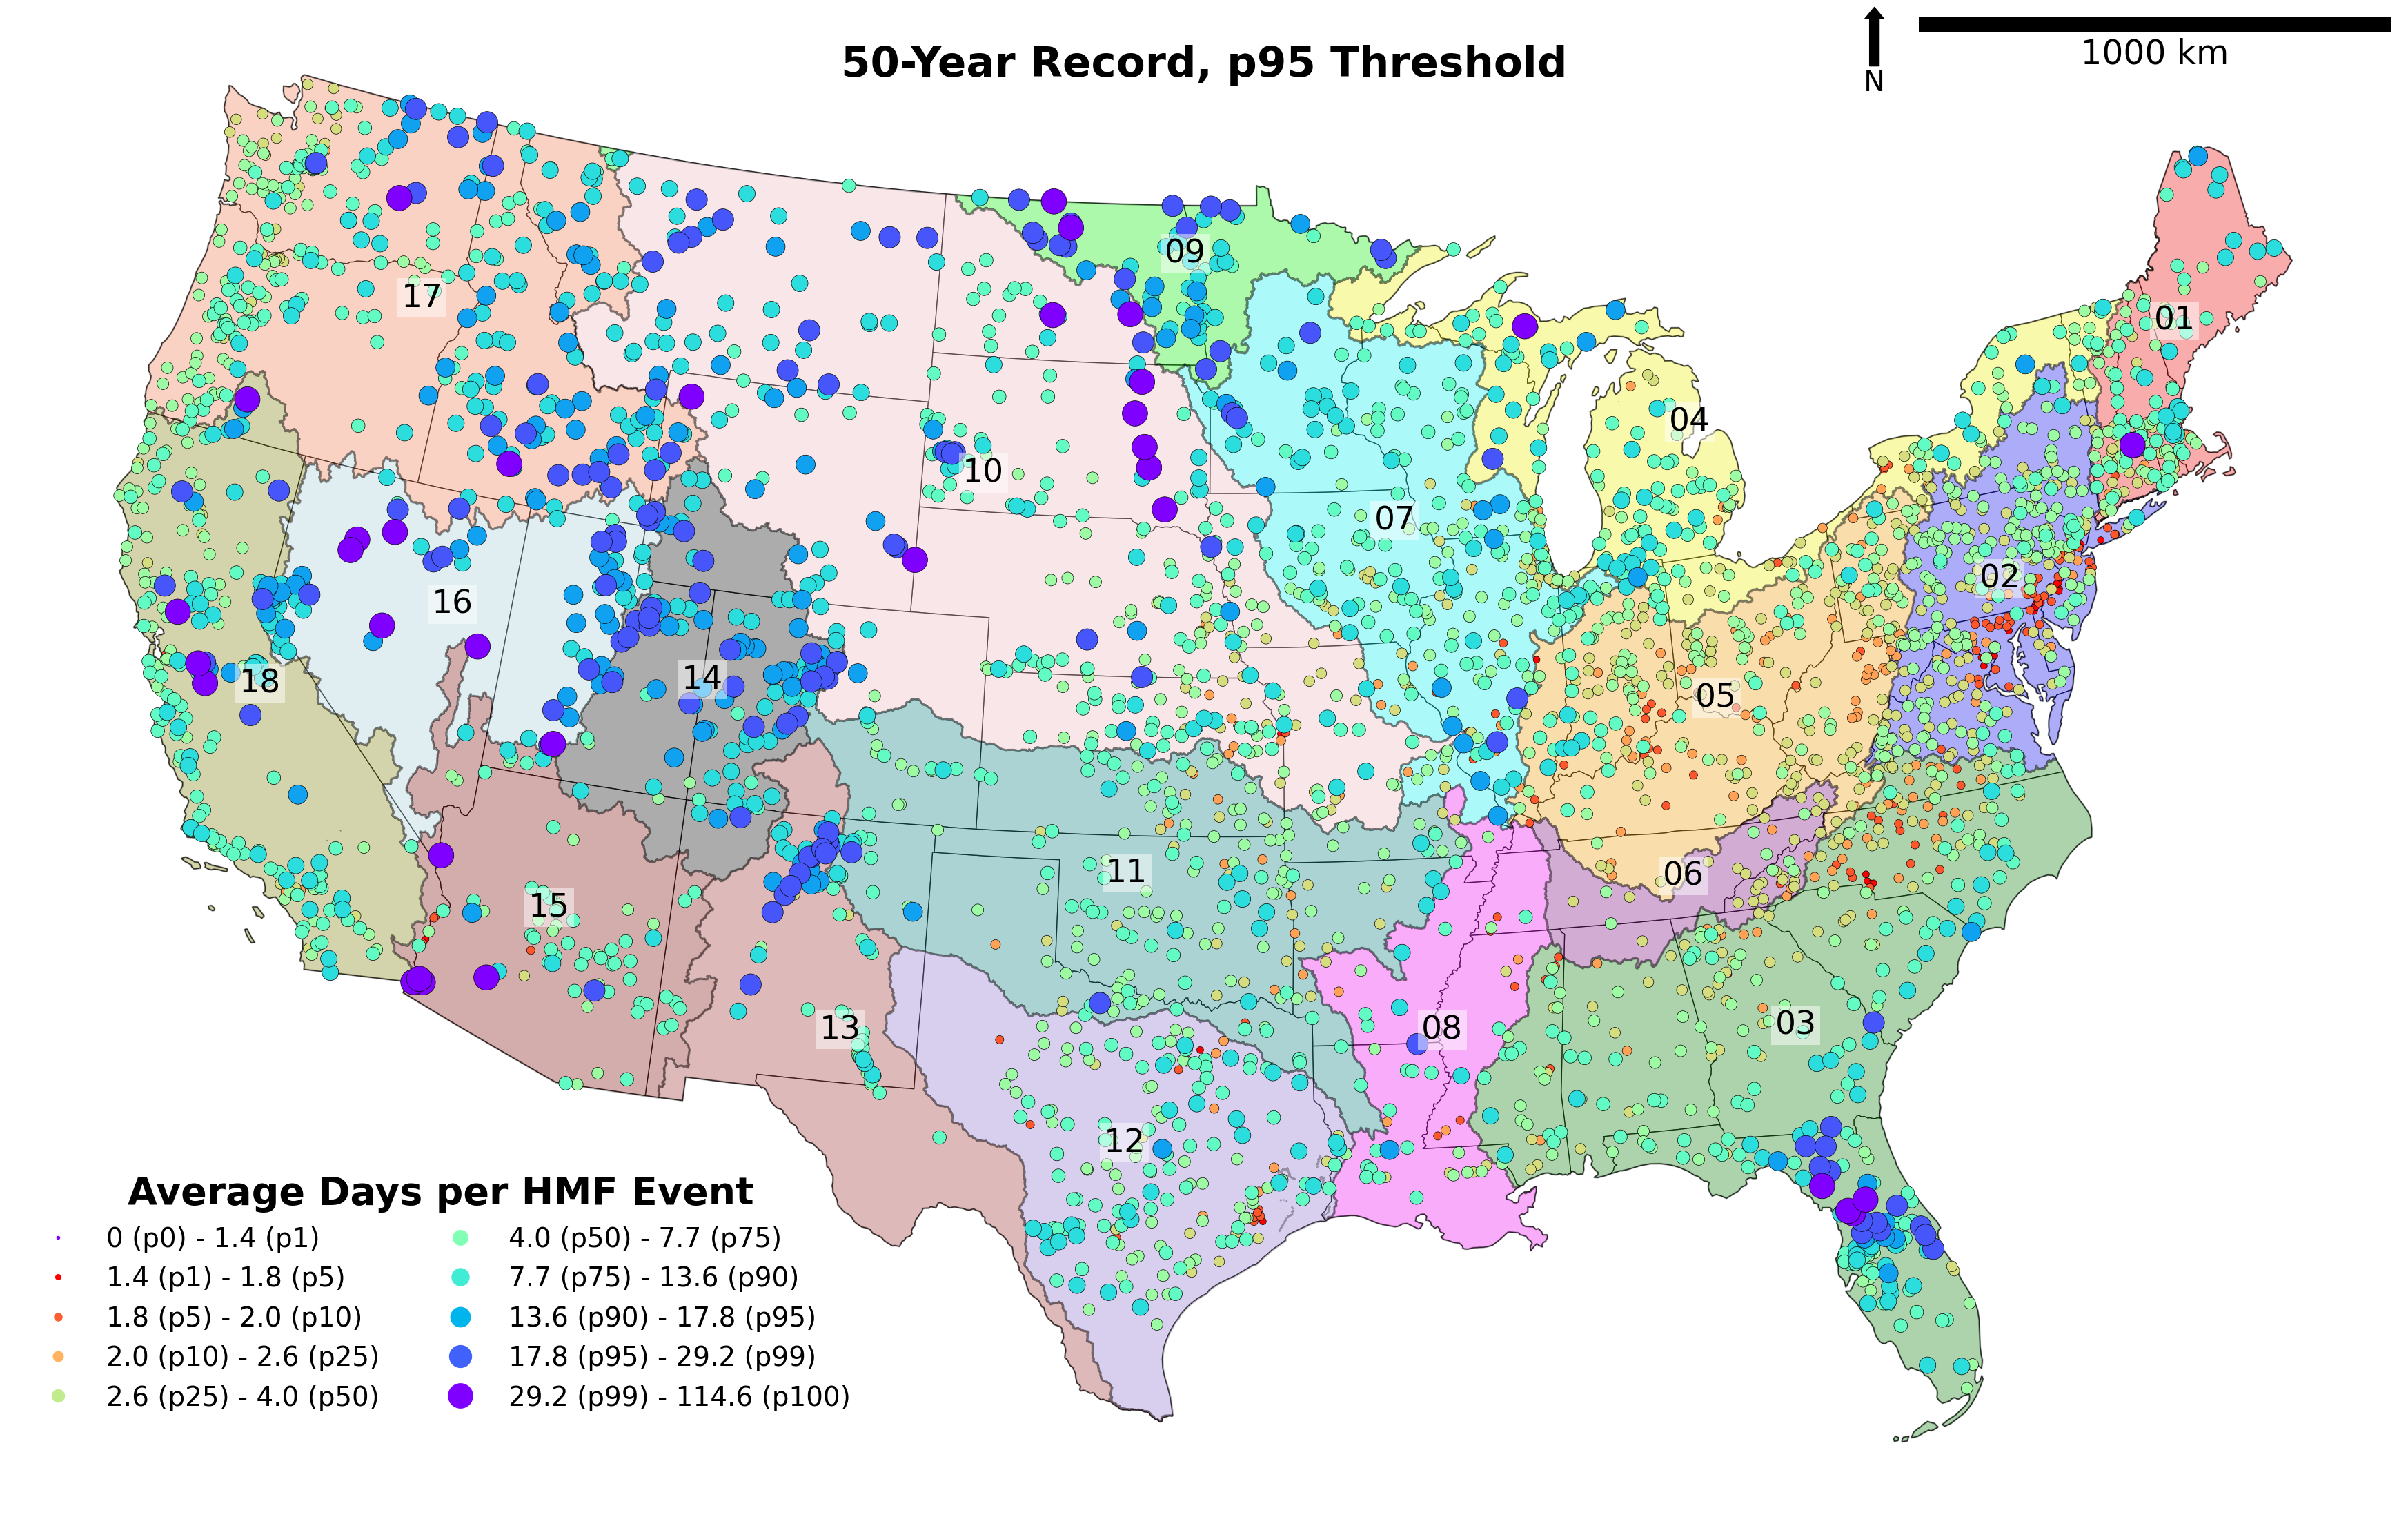 50-Year Record, p95 Threshold
N
1000 km
17
09
01
04
10
07
16
02
18
14
05
11
06
15
13
08
03
12
Average Days per HMF Event
0 (p0) - 1.4 (p1)
1.4 (p1) - 1.8 (p5)
1.8 (p5) - 2.0 (p10)
2.0 (p10) - 2.6 (p25)
2.6 (p25) - 4.0 (p50)
4.0 (p50) - 7.7 (p75)
7.7 (p75) - 13.6 (p90)
13.6 (p90) - 17.8 (p95)
17.8 (p95) - 29.2 (p99)
29.2 (p99) - 114.6 (p100)